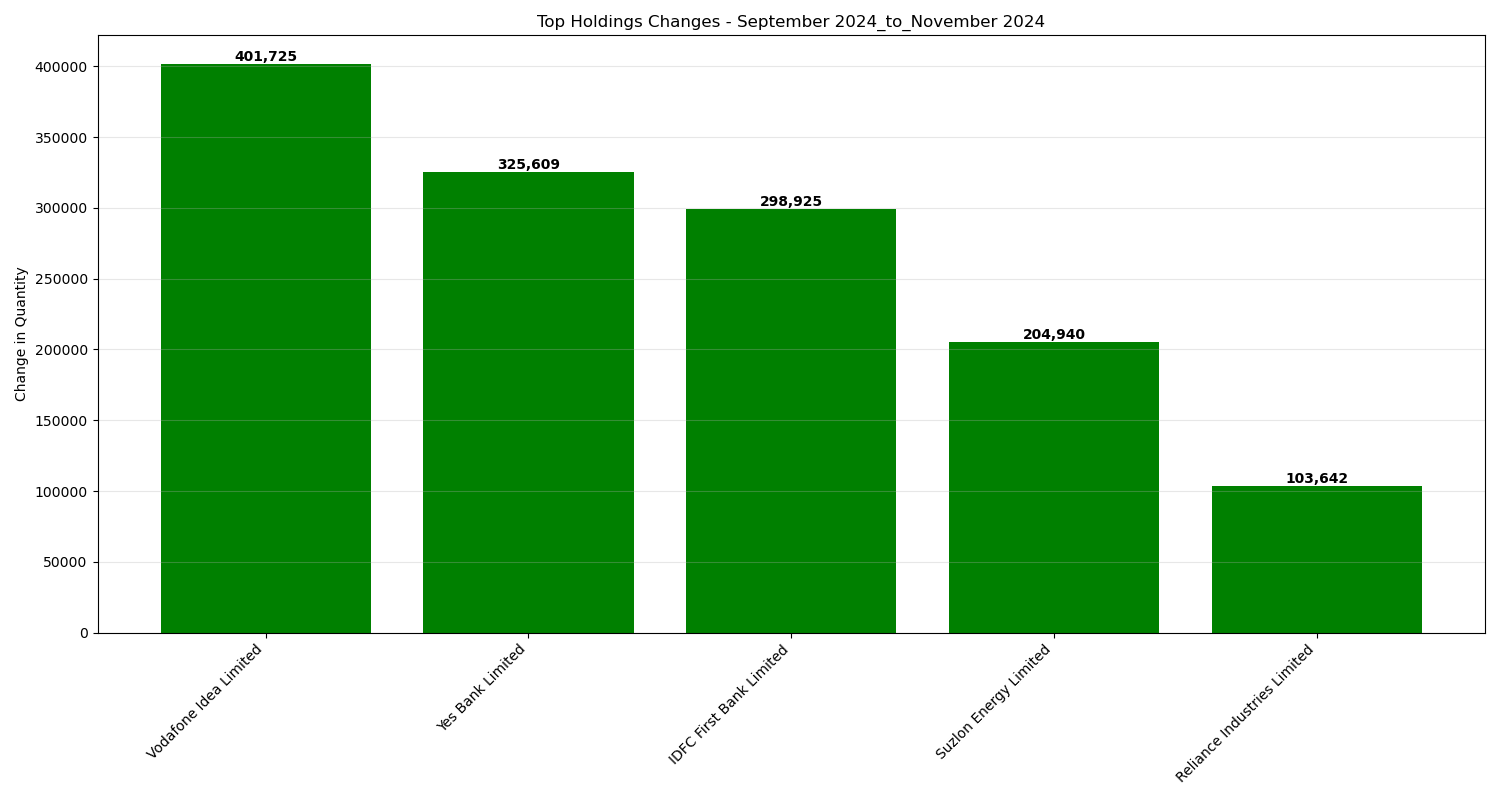 Top Holdings Changes - September 2024_to_November 2024
Change in Quantity
400000
350000
300000
250000
200000
150000
100000
50000
0
401,725
325,609
298,925
204,940
103,642
Vodafone Idea Limited
Yes Bank Limited
IDFC First Bank Limited
Suzlon Energy Limited
Reliance Industries Limited